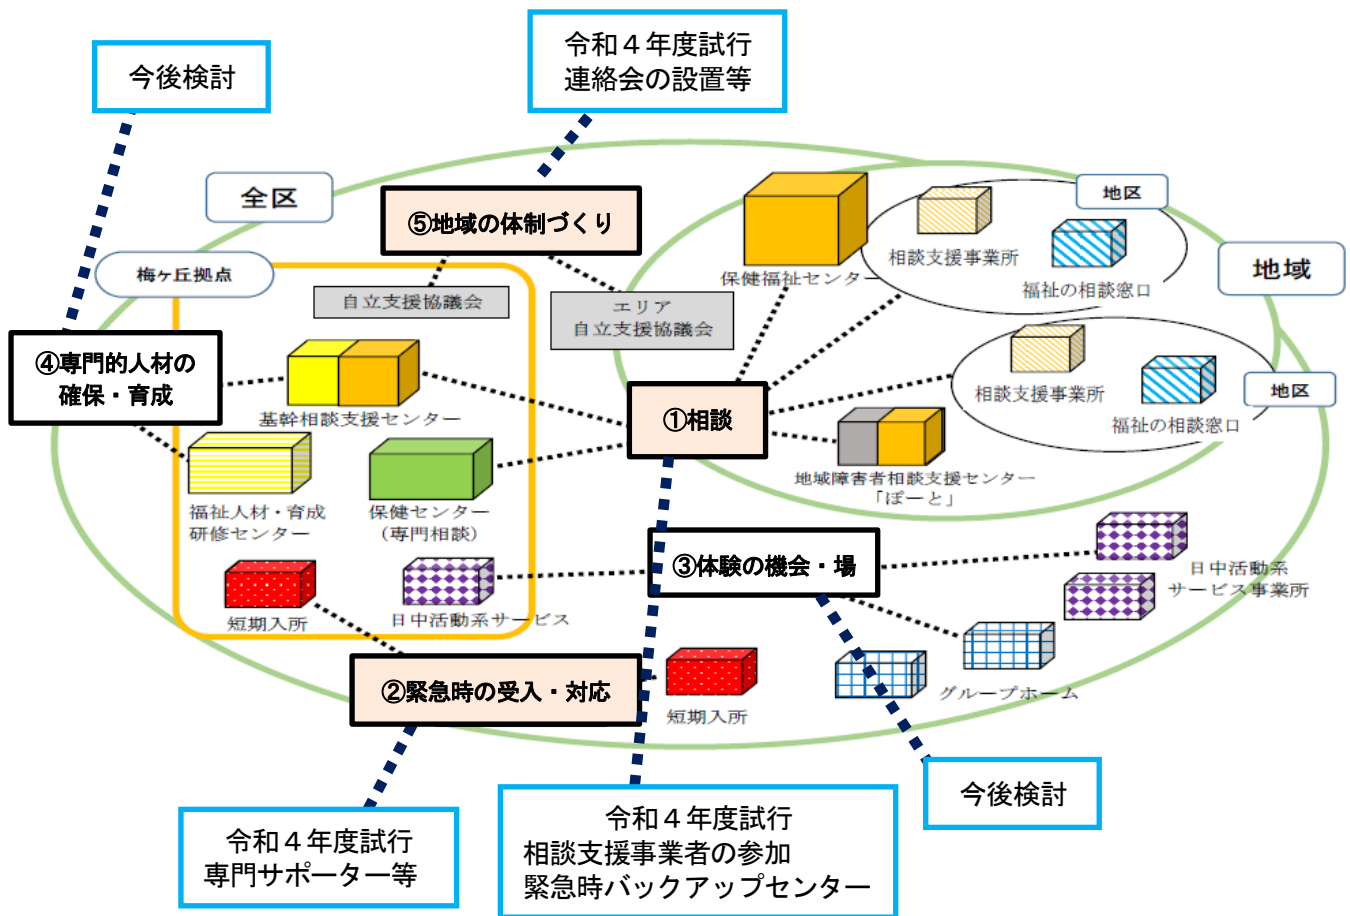 今後検討
令和４年度試行
連絡会の設置等
全区
⑤地域の体制づくり
地区
相談支援事業所
福祉の相談窓口
保健福祉センター
地域
梅ヶ丘拠点
自立支援協議会
エリア
自立支援協議会
④専門的人材の
確保・育成
基幹相談支援センター
①相談
相談支援事業所
福祉の相談窓口
地区
地域障害者相談支援センター
「ぽーと」
福祉人材・育成
研修センター
保健センター
（専門相談）
③体験の機会・場
日中活動系
サービス事業所
短期入所
日中活動系サービス
②緊急時の受入・対応
短期入所
グループホーム
今後検討
令和４年度試行
専門サポーター等
令和４年度試行
相談支援事業者の参加
緊急時バックアップセンター